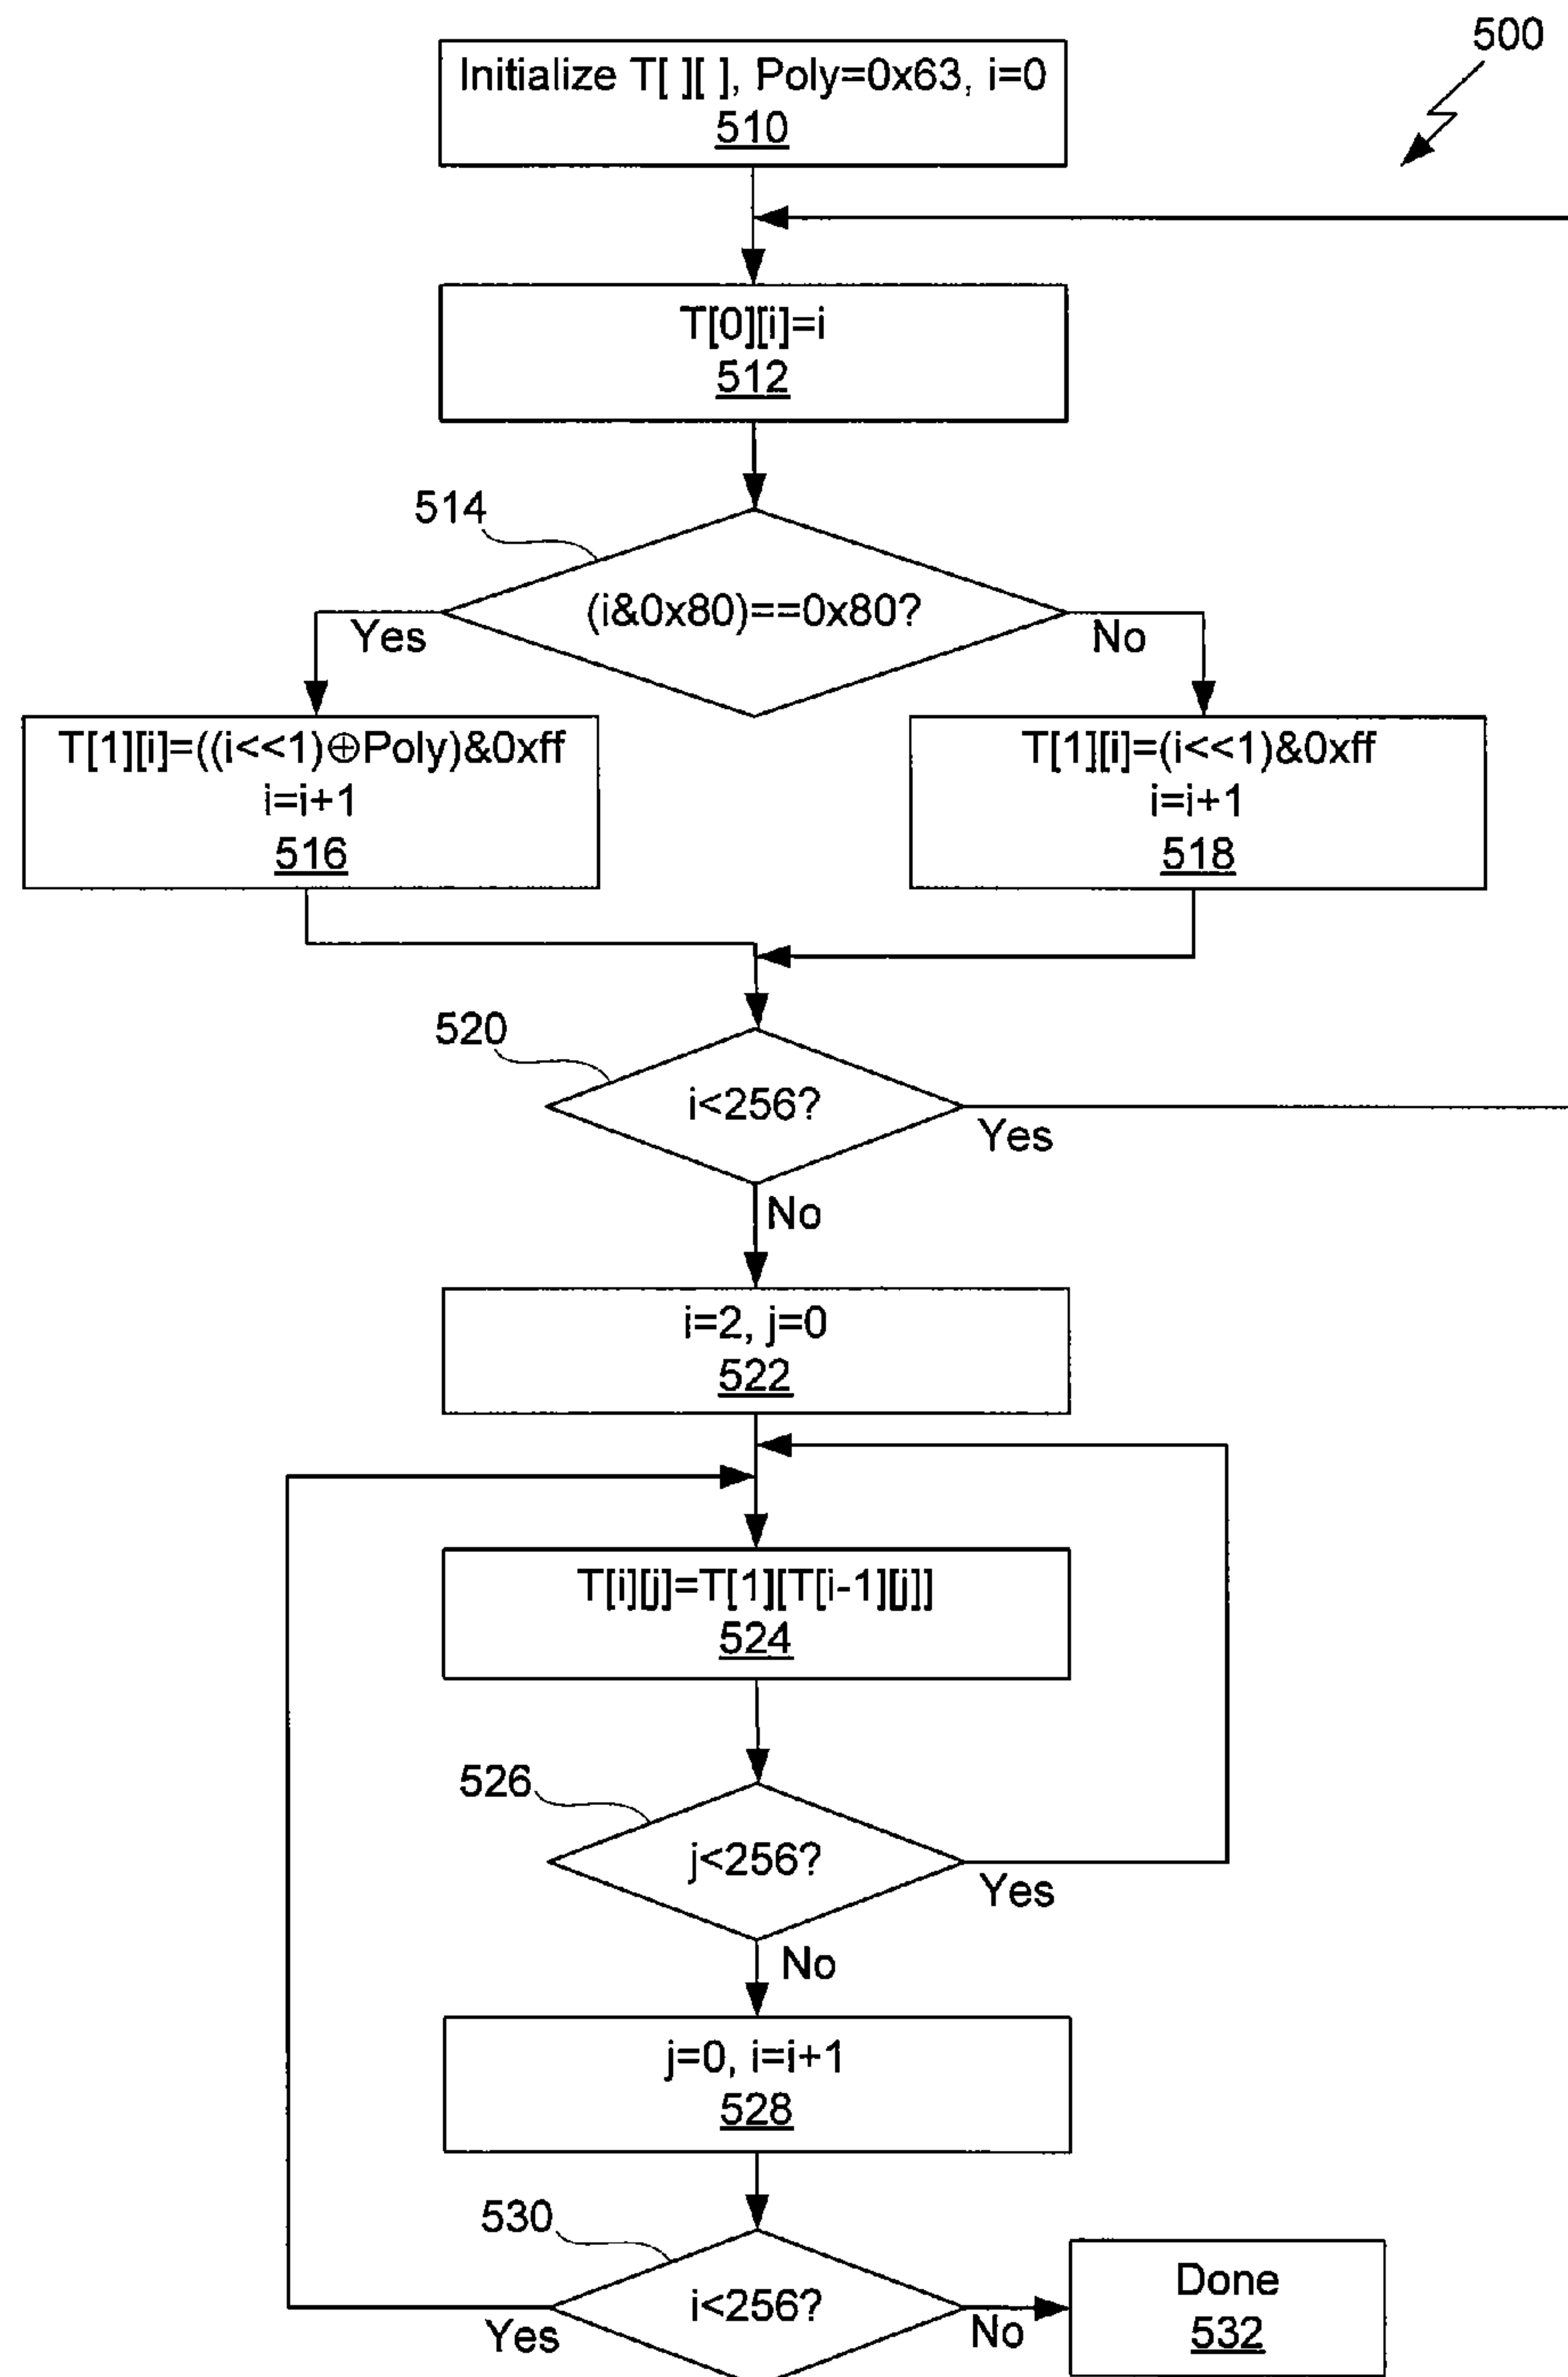 500
Initialize T[ ][ ], Poly=0x63, i=0
510
T[0][i]=i
512
514
(i&0x80)==0x80?
Yes
No
T[1][i]=((i<<1)⊕Poly)&0xff
i=i+1
516
T[1][i]=(i<<1)&0xff
i=i+1
518
520
i<256?
Yes
No
i=2, j=0
522
T[i][j]=T[1][T[i-1][j]]
524
526
j<256?
Yes
No
j=0, i=i+1
528
530
i<256?
Yes
No
Done
532